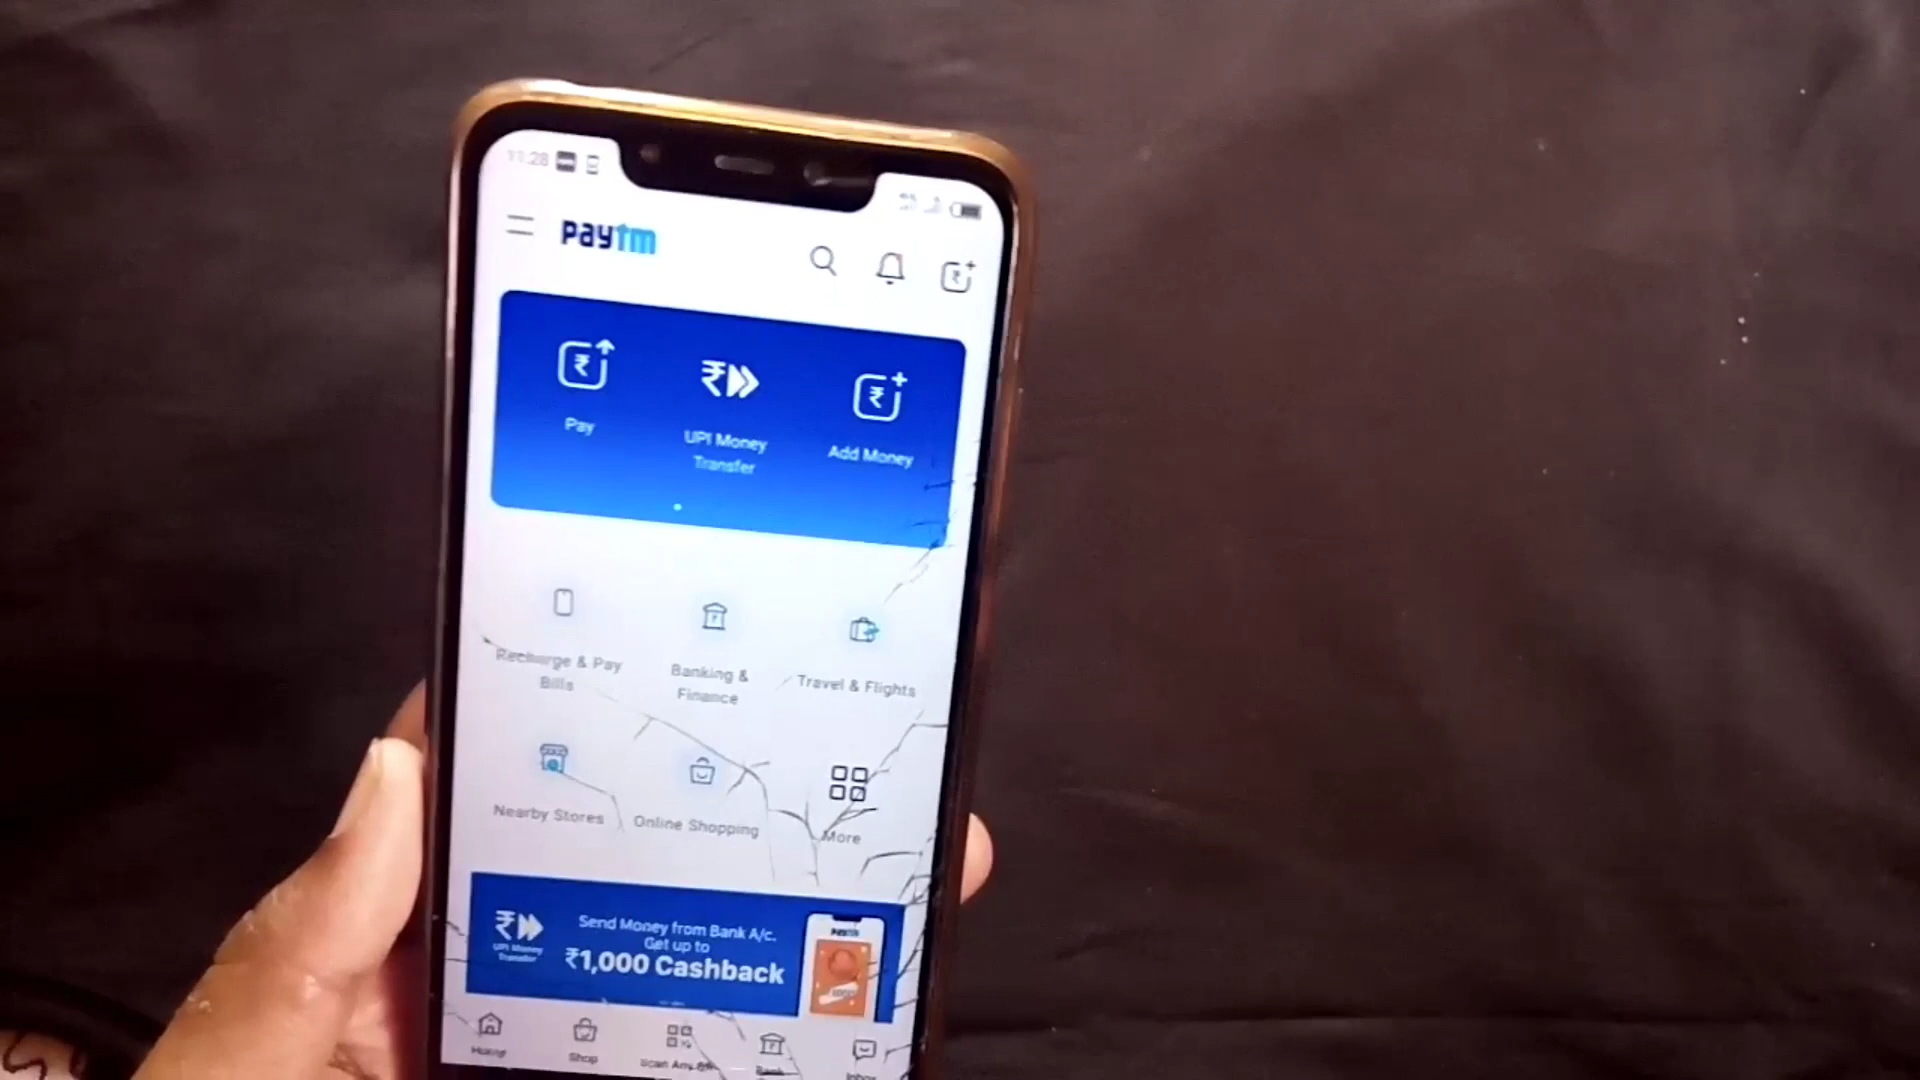 11:28
paytm
Pay
UPI Money
Transfer
Add Money
Recharge & Pay
Bills
Banking &
Finance
Travel & Flights
Nearby Stores
Online Shopping
More
UPI Money
Transfer
Send Money from Bank A/c.
Get up to
₹1,000 Cashback
Paytm
Home
Shop
Scan Any QR
Bank
Inbox